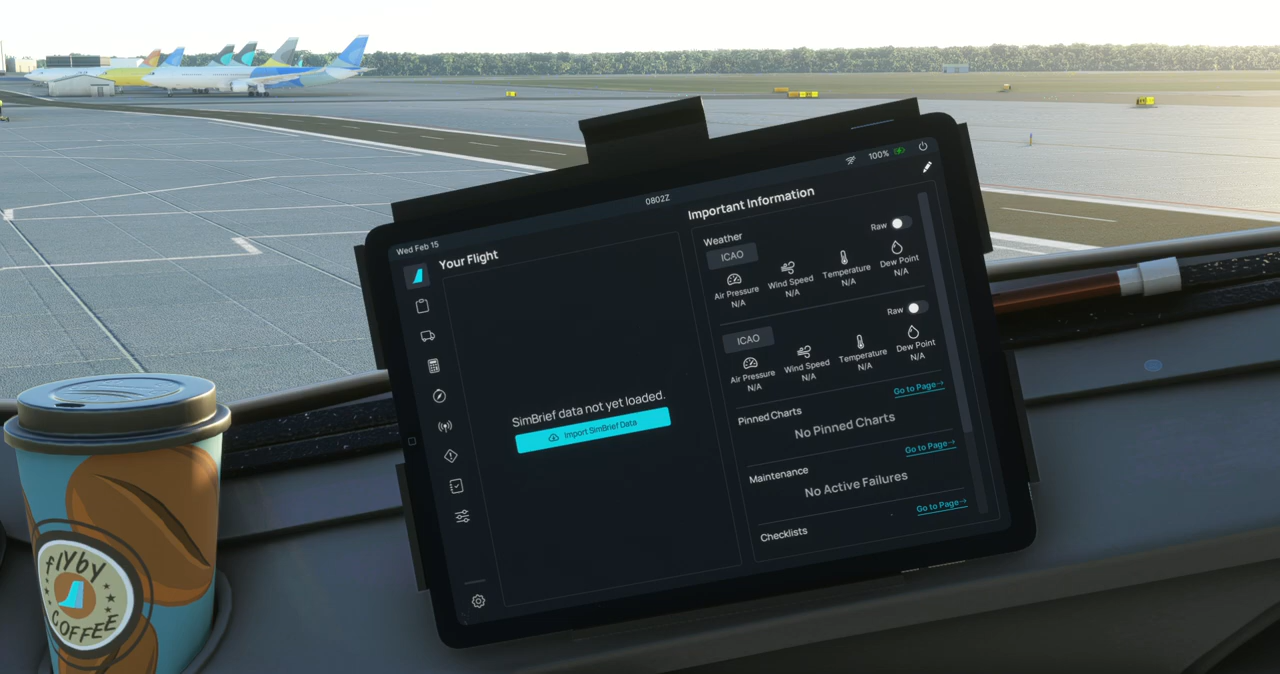 Wed Feb 15
0802Z
100%
Your Flight
SimBrief data not yet loaded.
Import SimBrief Data
Important Information
Weather
Raw
ICAO
Air Pressure
N/A
Wind Speed
N/A
Temperature
N/A
Dew Point
N/A
Raw
ICAO
Air Pressure
N/A
Wind Speed
N/A
Temperature
N/A
Dew Point
N/A
Pinned Charts
Go to Page
No Pinned Charts
Maintenance
Go to Page
No Active Failures
Checklists
Go to Page
flyby
COFFEE